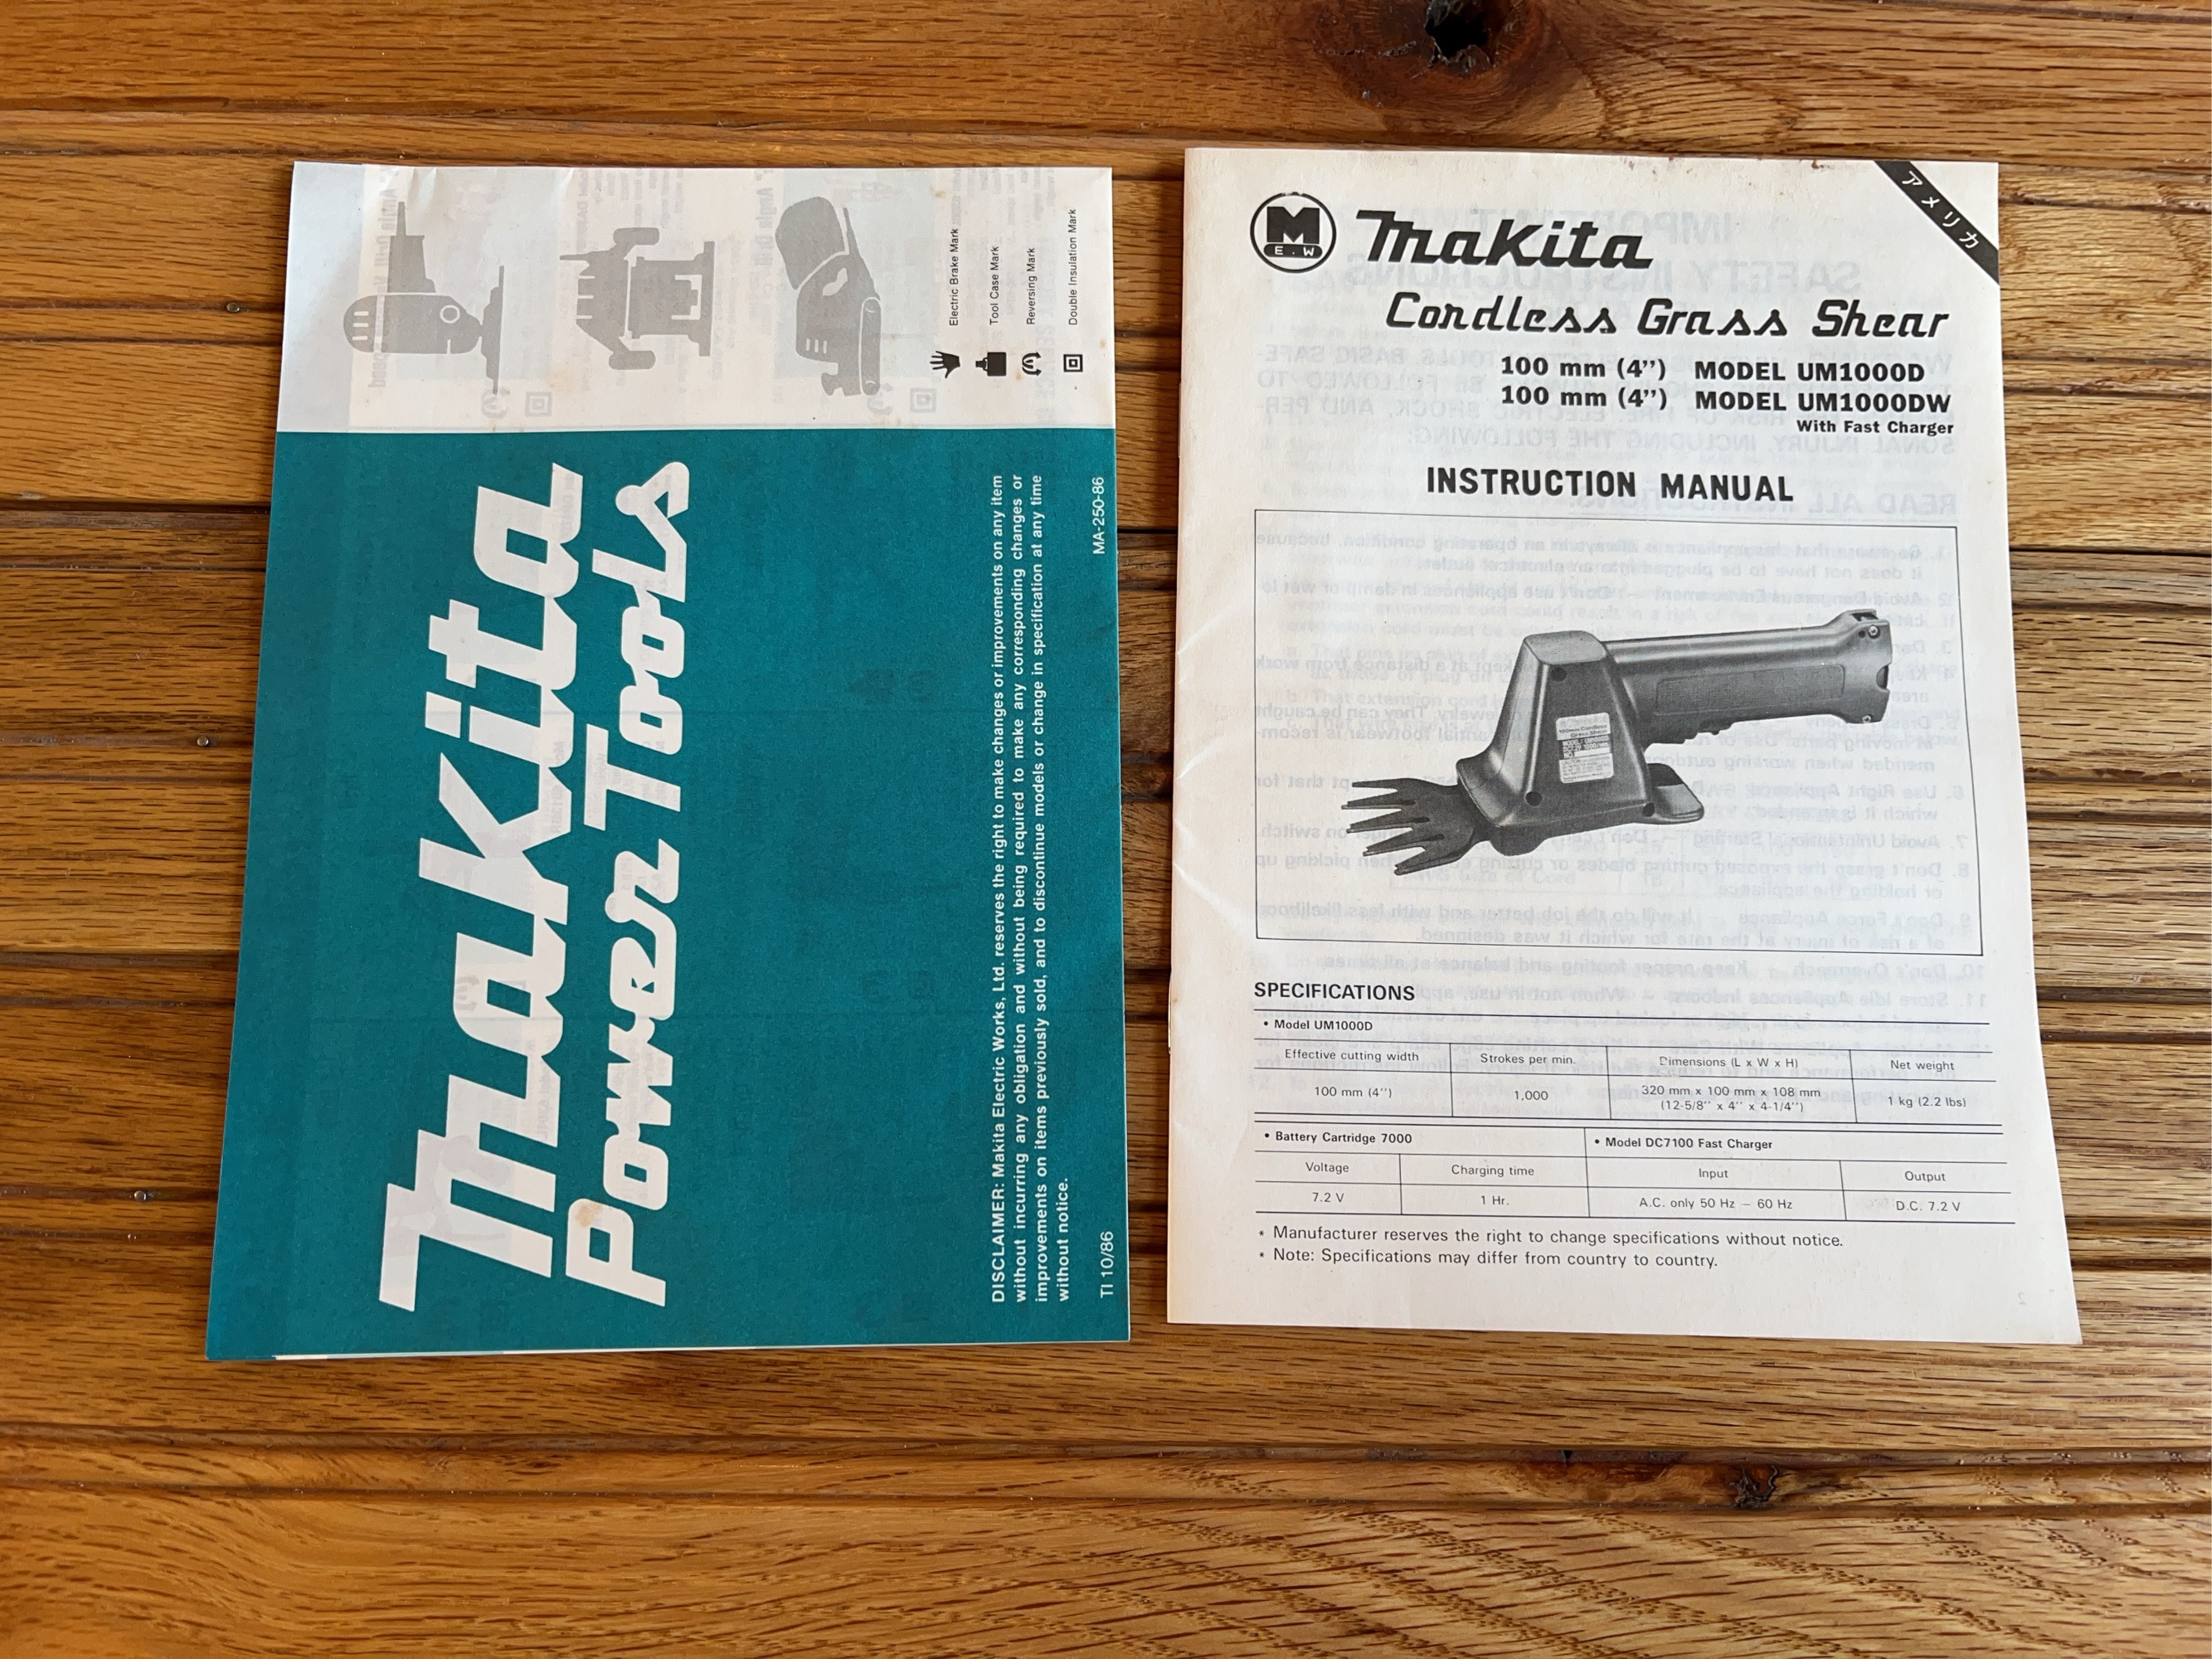 Makita
Power Tools
Electric Brake Mark
Tool Case Mark
Reversing Mark
Double Insulation Mark
DISCLAIMER: Makita Electric Works, Ltd. reserves the right to make changes or improvements on any item
without incurring any obligation and without being required to make any corresponding changes or
improvements on items previously sold, and to discontinue models or change in specification at any time
without notice.
TI 10/86
MA-250-86
アメリカ
M
E.W
Makita
Cordless Grass Shear
100 mm (4'') MODEL UM1000D
100 mm (4'') MODEL UM1000DW
With Fast Charger
INSTRUCTION MANUAL
Grass Shear
SPECIFICATIONS
• Model UM1000D
Effective cutting width Strokes per min. Dimensions (L x W x H) Net weight
100 mm (4'') 1,000 320 mm x 100 mm x 108 mm 1 kg (2.2 lbs)
(12-5/8'' x 4'' x 4-1/4'')
• Battery Cartridge 7000 • Model DC7100 Fast Charger
Voltage Charging time Input Output
7.2 V 1 Hr. A.C. only 50 Hz – 60 Hz D.C. 7.2 V
* Manufacturer reserves the right to change specifications without notice.
* Note: Specifications may differ from country to country.